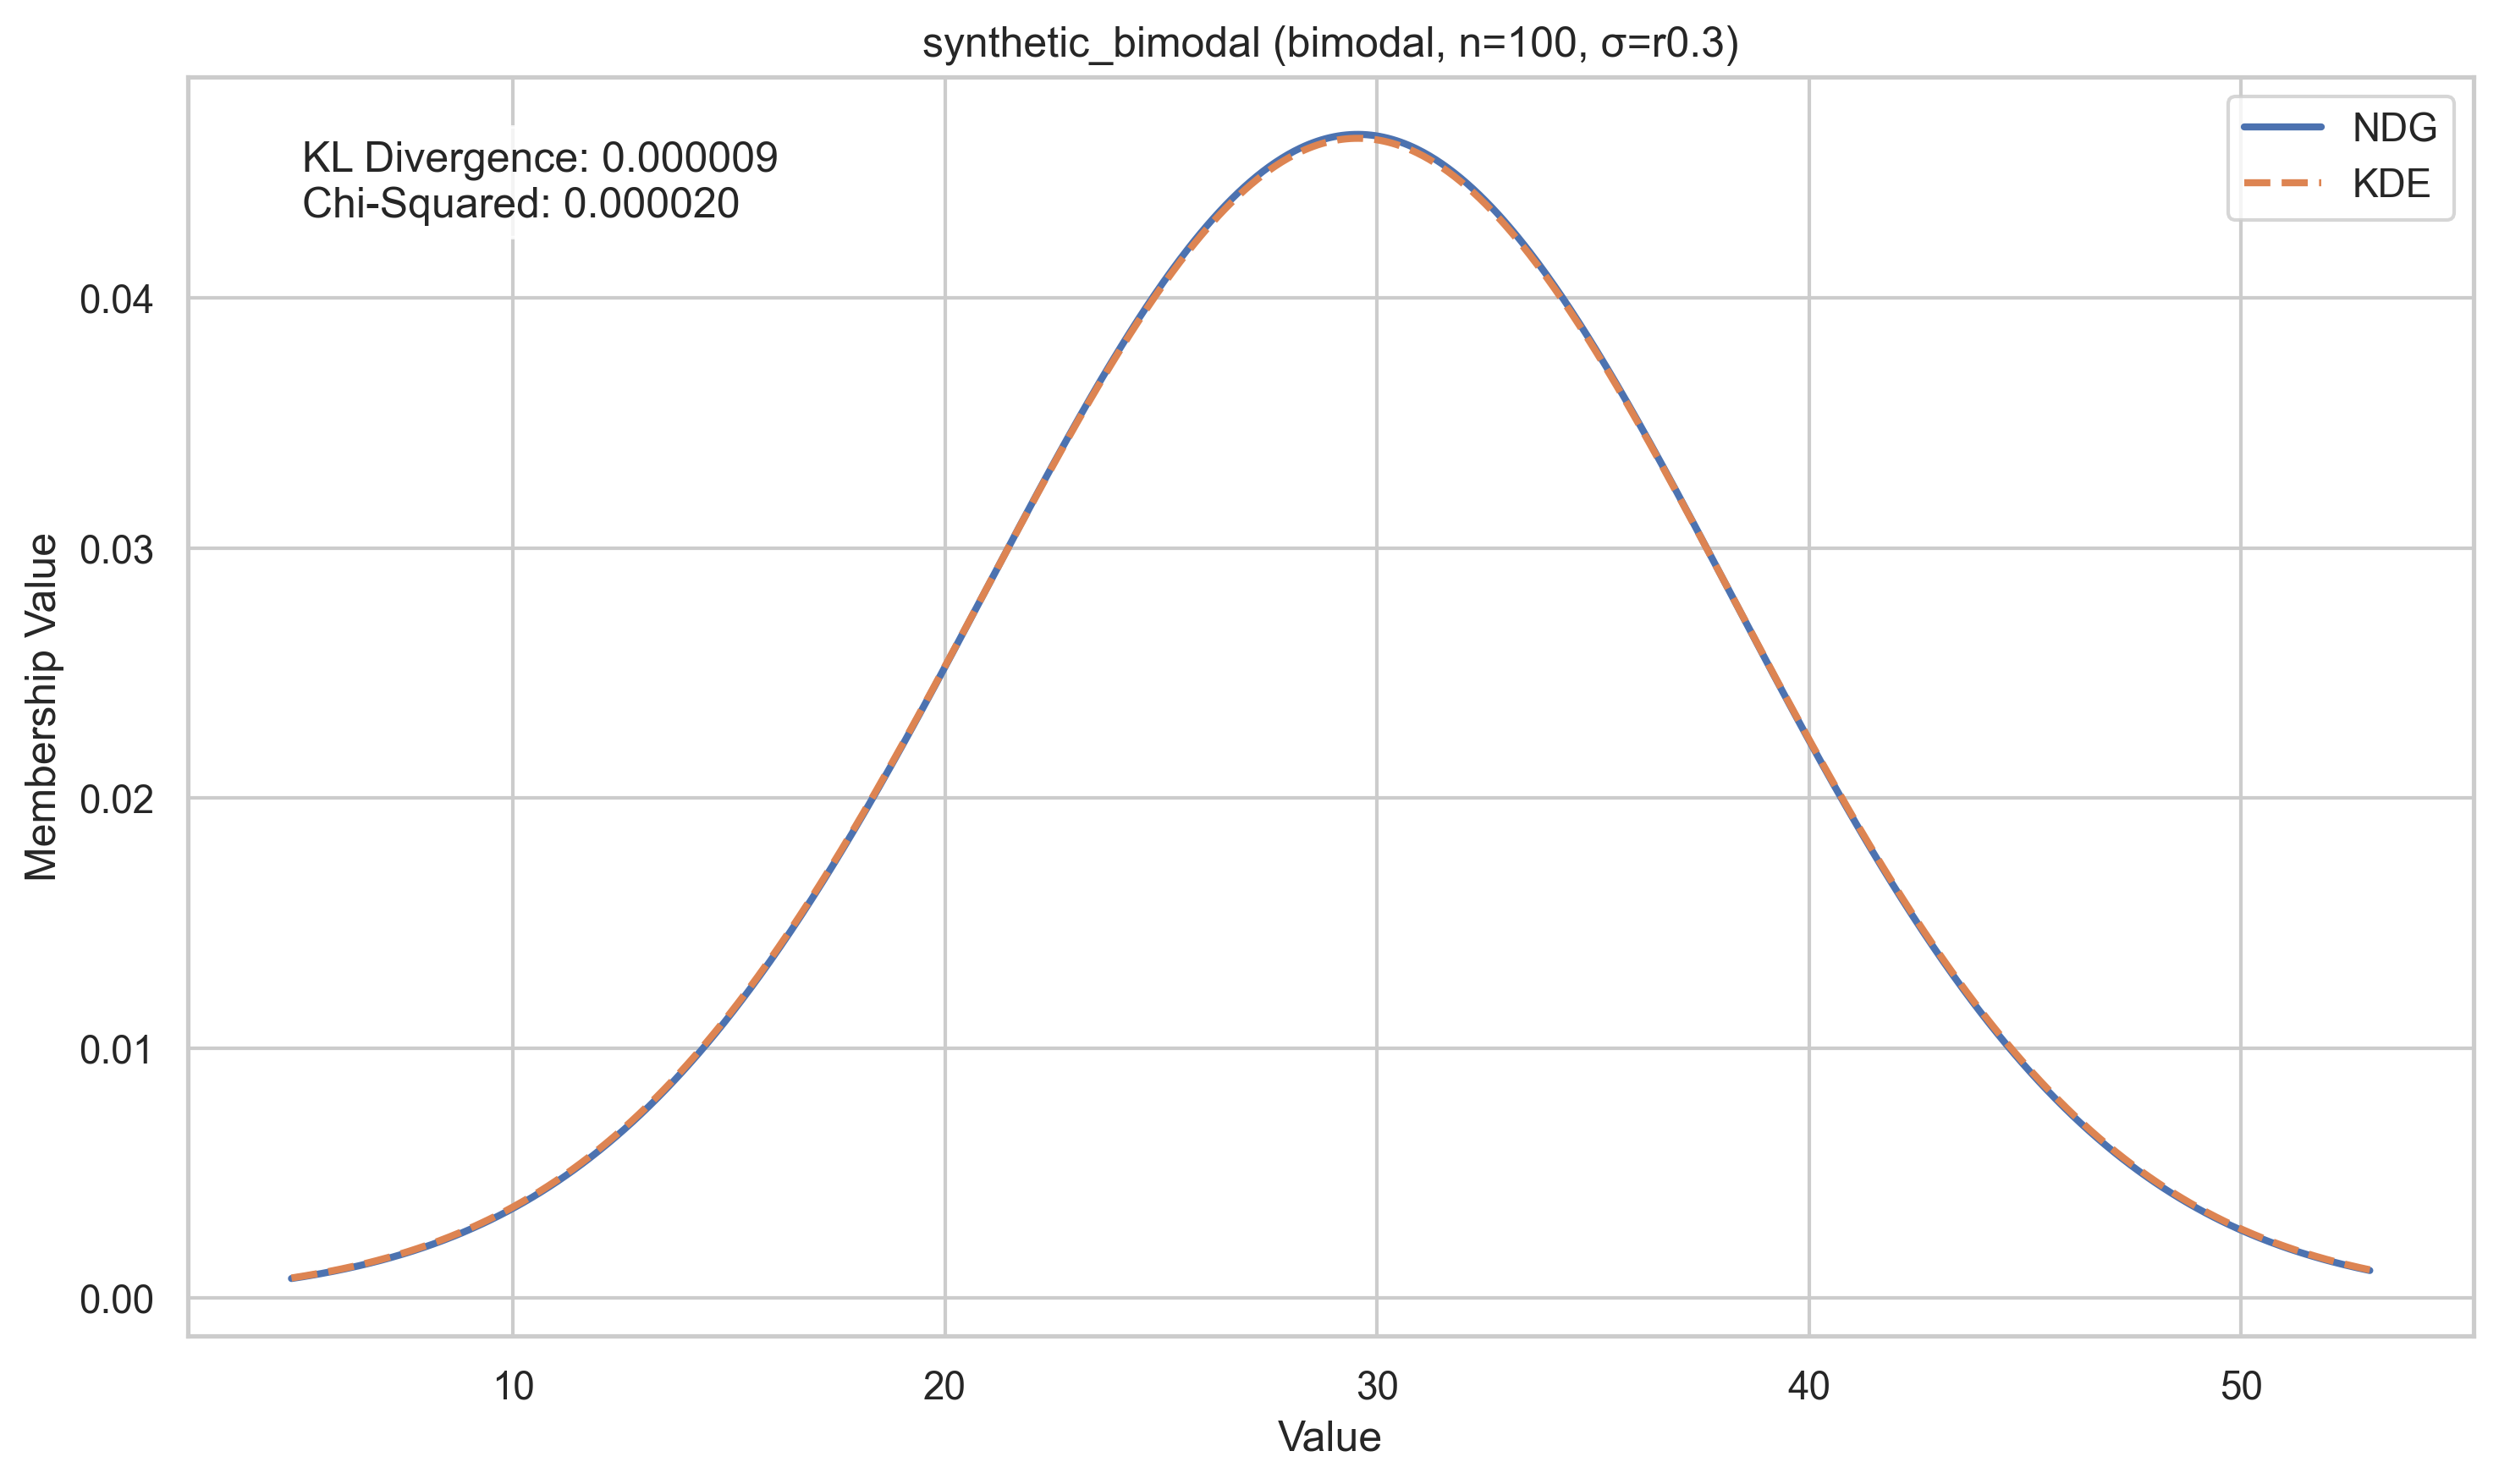 synthetic_bimodal (bimodal, n=100, σ=r0.3)
KL Divergence: 0.000009
Chi-Squared: 0.000020
NDG
KDE
Membership Value
0.04
0.03
0.02
0.01
0.00
10 20 30 40 50
Value